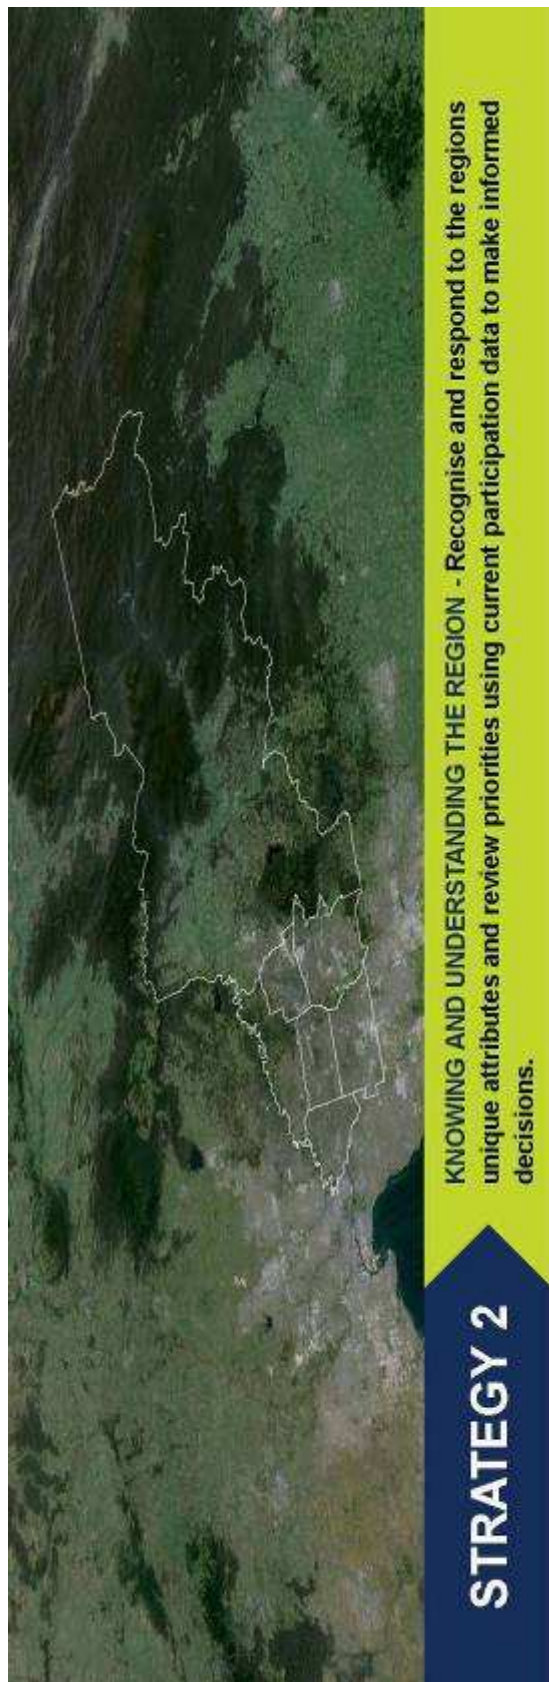 STRATEGY 2
KNOWING AND UNDERSTANDING THE REGION - Recognise and respond to the regions
unique attributes and review priorities using current participation data to make informed
decisions.